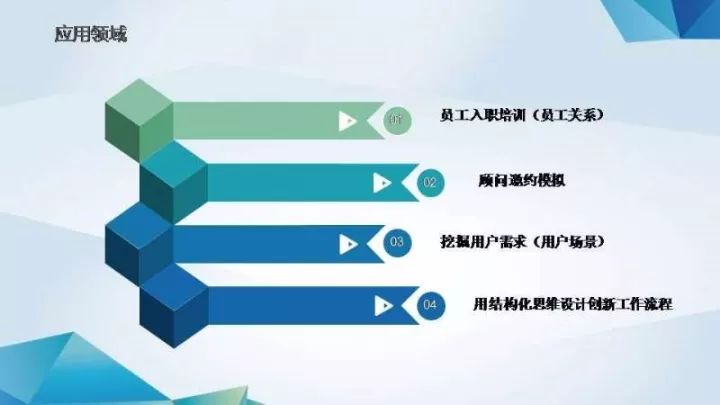 应用领域
01
员工入职培训（员工关系）
02
顾问邀约模拟
03
挖掘用户需求（用户场景）
04
用结构化思维设计创新工作流程